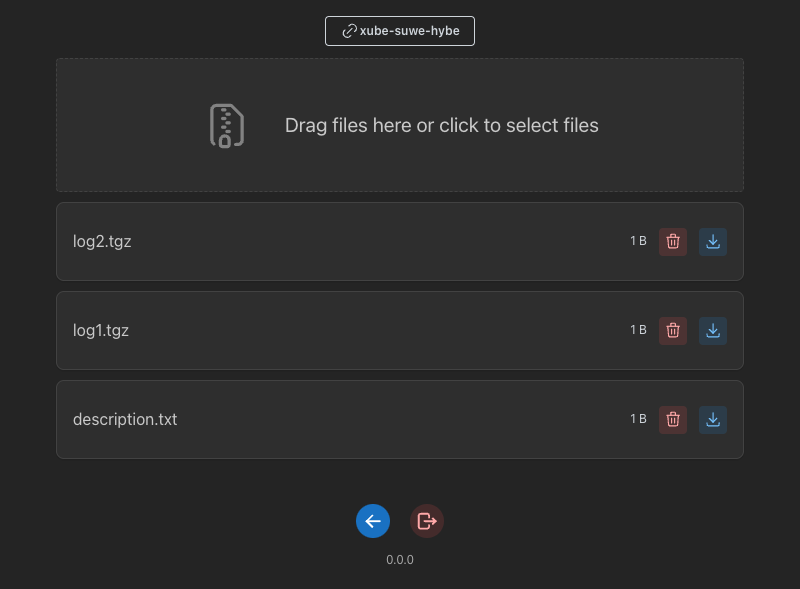 xube-suwe-hybe
Drag files here or click to select files
log2.tgz 1 B
log1.tgz 1 B
description.txt 1 B
0.0.0